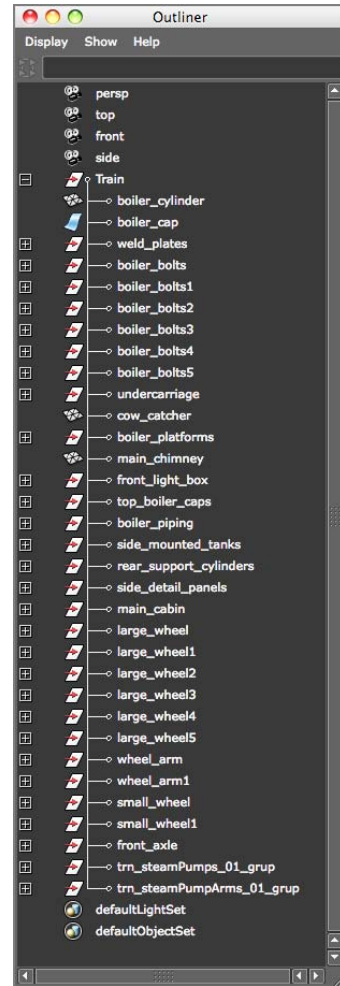 Outliner
Display Show Help
persp
top
front
side
Train
boiler_cylinder
boiler_cap
weld_plates
boiler_bolts
boiler_bolts1
boiler_bolts2
boiler_bolts3
boiler_bolts4
boiler_bolts5
undercarriage
cow_catcher
boiler_platforms
main_chimney
front_light_box
top_boiler_caps
boiler_piping
side_mounted_tanks
rear_support_cylinders
side_detail_panels
main_cabin
large_wheel
large_wheel1
large_wheel2
large_wheel3
large_wheel4
large_wheel5
wheel_arm
wheel_arm1
small_wheel
small_wheel1
front_axle
trn_steamPumps_01_grup
trn_steamPumpArms_01_grup
defaultLightSet
defaultObjectSet